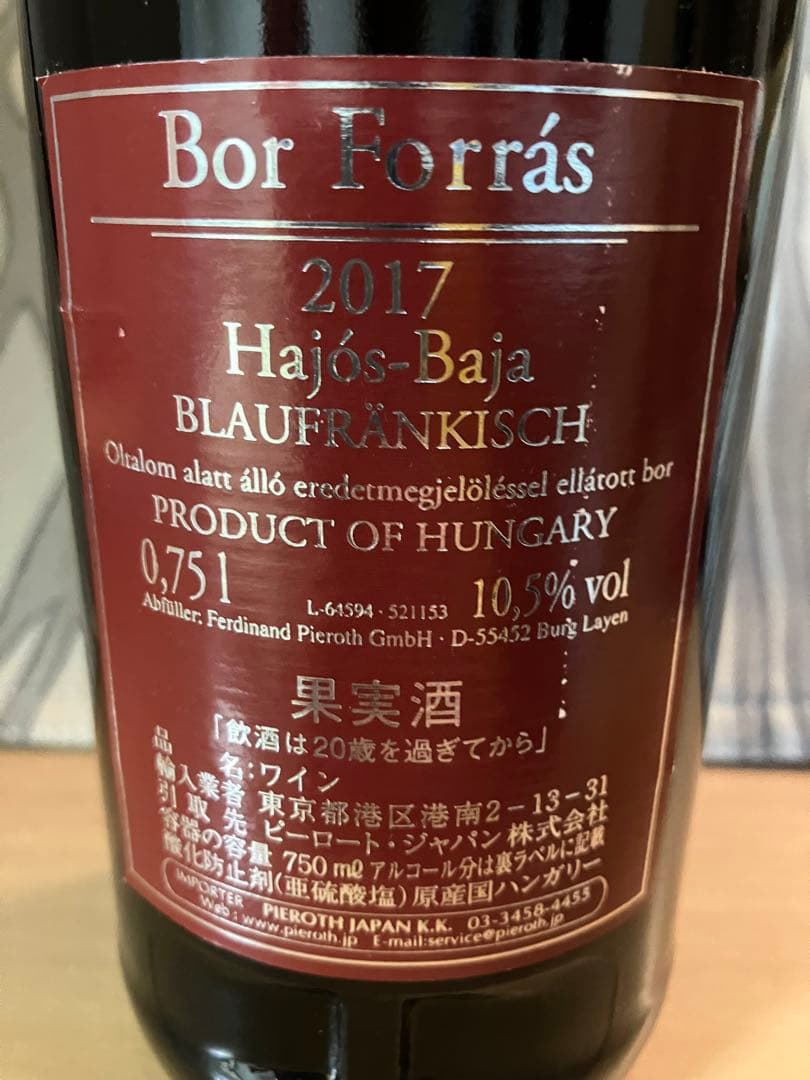 Bor Forrás
2017
Hajós-Baja
BLAUFRÄNKISCH
Oltalom alatt álló eredetmegjelöléssel ellátott bor
PRODUCT OF HUNGARY
0,75 l 10,5% vol
L-64594 · 521153
Abfüller: Ferdinand Pieroth GmbH · D-55452 Burg Layen
果実酒
「飲酒は20歳を過ぎてから」
品名:ワイン
輸入業者 東京都港区港南2-13-31
引取先 ピーロート・ジャパン株式会社
容器の容量 750㎖ アルコール分は裏ラベルに記載
酸化防止剤(亜硫酸塩) 原産国ハンガリー
IMPORTER PIEROTH JAPAN K.K. 03-3458-4455
Web : www.pieroth.jp E-mail:service@pieroth.jp